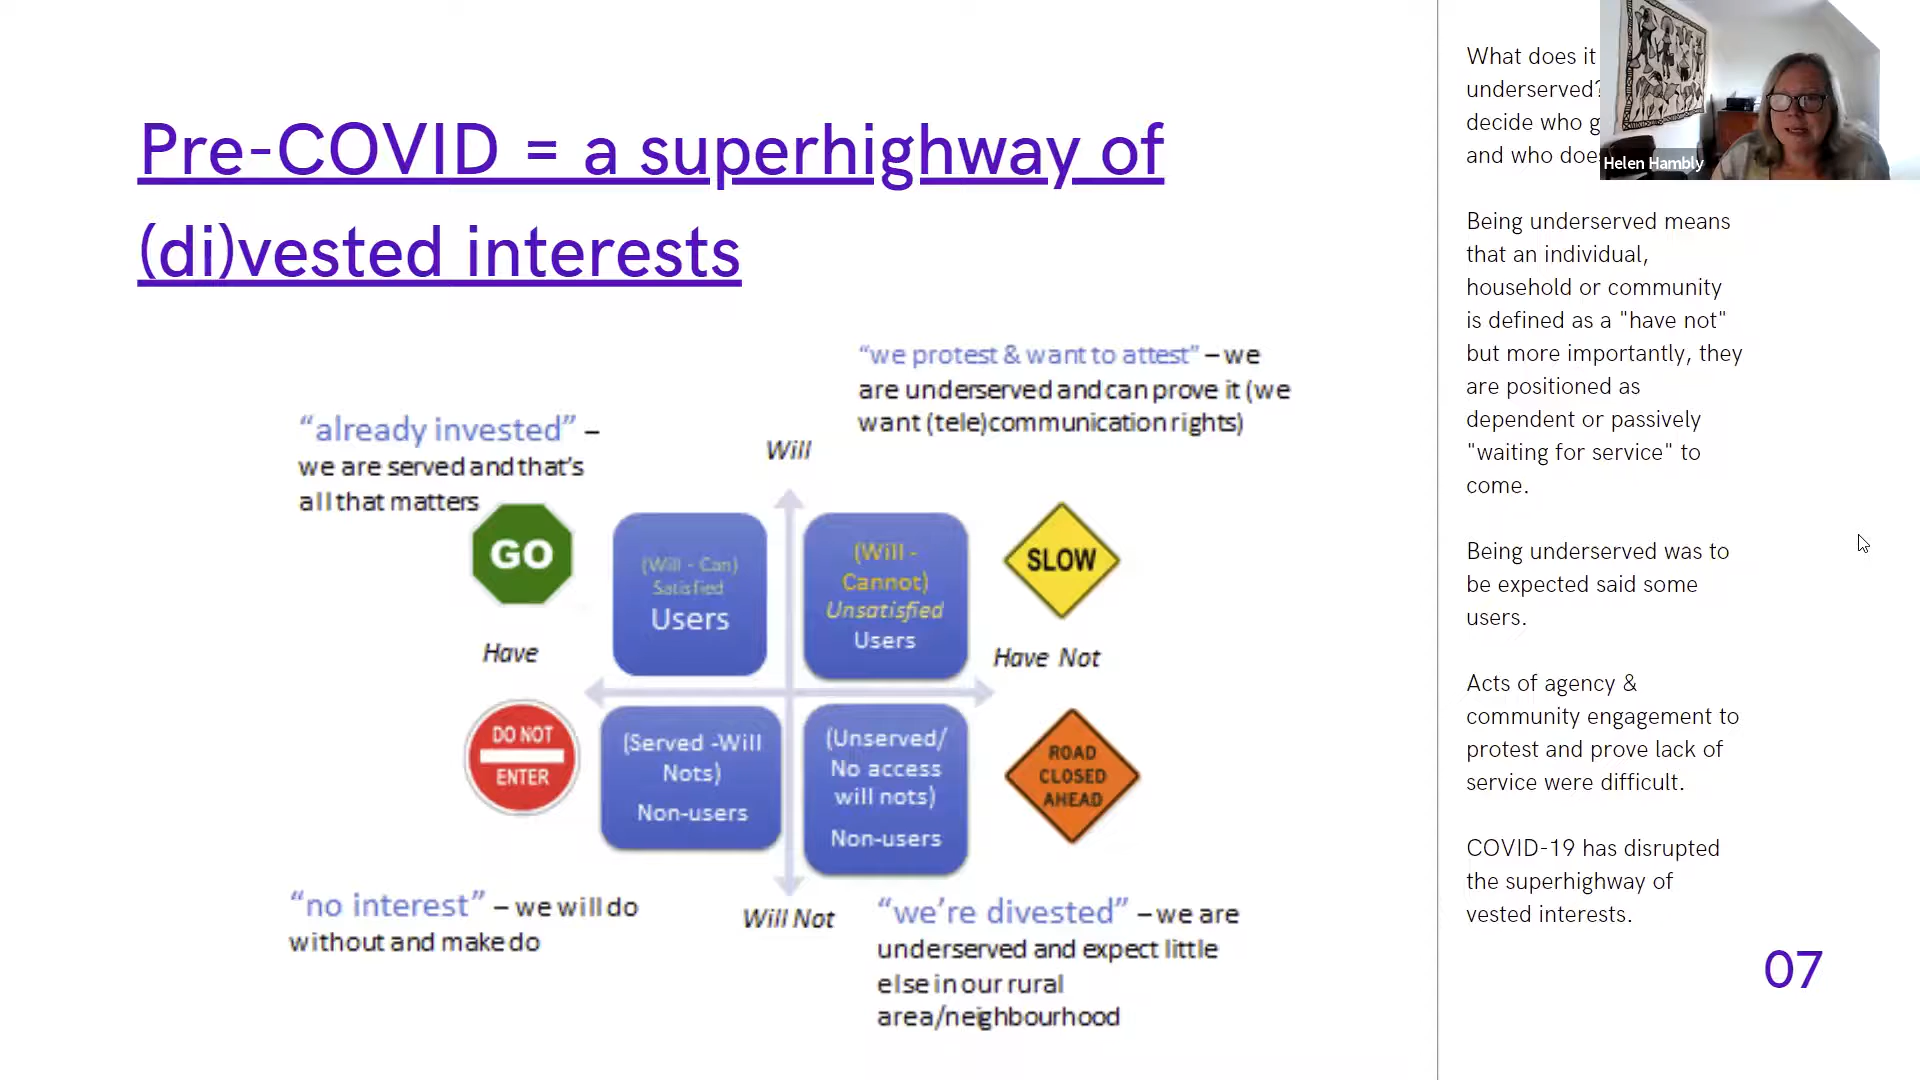 Pre-COVID = a superhighway of
(di)vested interests
“we protest & want to attest” – we
are underserved and can prove it (we
want (tele)communication rights)
“already invested” –
we are served and that’s
all that matters
Will
GO
(Will - Can)
Satisfied
Users
(Will -
Cannot)
Unsatisfied
Users
SLOW
Have
Have Not
DO NOT
ENTER
(Served -Will
Nots)
Non-users
(Unserved/
No access
will nots)
Non-users
ROAD
CLOSED
AHEAD
“no interest” – we will do
without and make do
Will Not
“we’re divested” – we are
underserved and expect little
else in our rural
area/neighbourhood
What does it
underserved?
decide who
and who
Helen Hambly
Being underserved means
that an individual,
household or community
is defined as a "have not"
but more importantly, they
are positioned as
dependent or passively
"waiting for service" to
come.
Being underserved was to
be expected said some
users.
Acts of agency &
community engagement to
protest and prove lack of
service were difficult.
COVID-19 has disrupted
the superhighway of
vested interests.
07